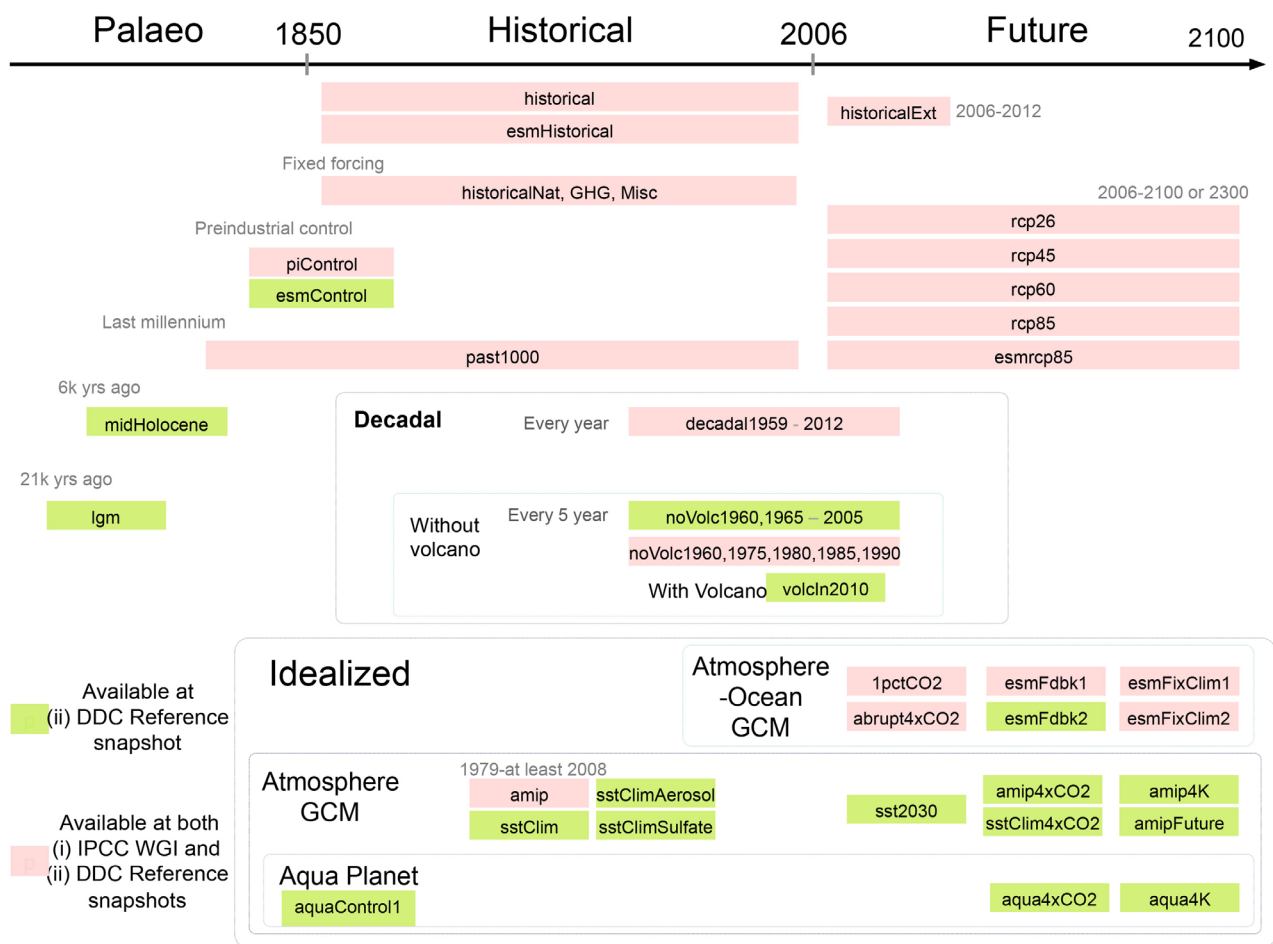 Palaeo
1850
Historical
2006
Future
2100
historical
esmHistorical
historicalExt
2006-2012
Fixed forcing
historicalNat, GHG, Misc
2006-2100 or 2300
rcp26
rcp45
rcp60
rcp85
esmrcp85
Preindustrial control
piControl
esmControl
Last millennium
past1000
6k yrs ago
midHolocene
21k yrs ago
lgm
Decadal
Every year
decadal1959 - 2012
Without
volcano
Every 5 year
noVolc1960,1965 – 2005
noVolc1960,1975,1980,1985,1990
With Volcano
volcIn2010
Idealized
Atmosphere
-Ocean
GCM
1pctCO2
esmFdbk1
esmFixClim1
abrupt4xCO2
esmFdbk2
esmFixClim2
Atmosphere
GCM
1979-at least 2008
amip
sstClimAerosol
sstClim
sstClimSulfate
sst2030
amip4xCO2
amip4K
sstClim4xCO2
amipFuture
Aqua Planet
aquaControl1
aqua4xCO2
aqua4K
Available at
(ii) DDC Reference
snapshot
Available at both
(i) IPCC WGI and
(ii) DDC Reference
snapshots